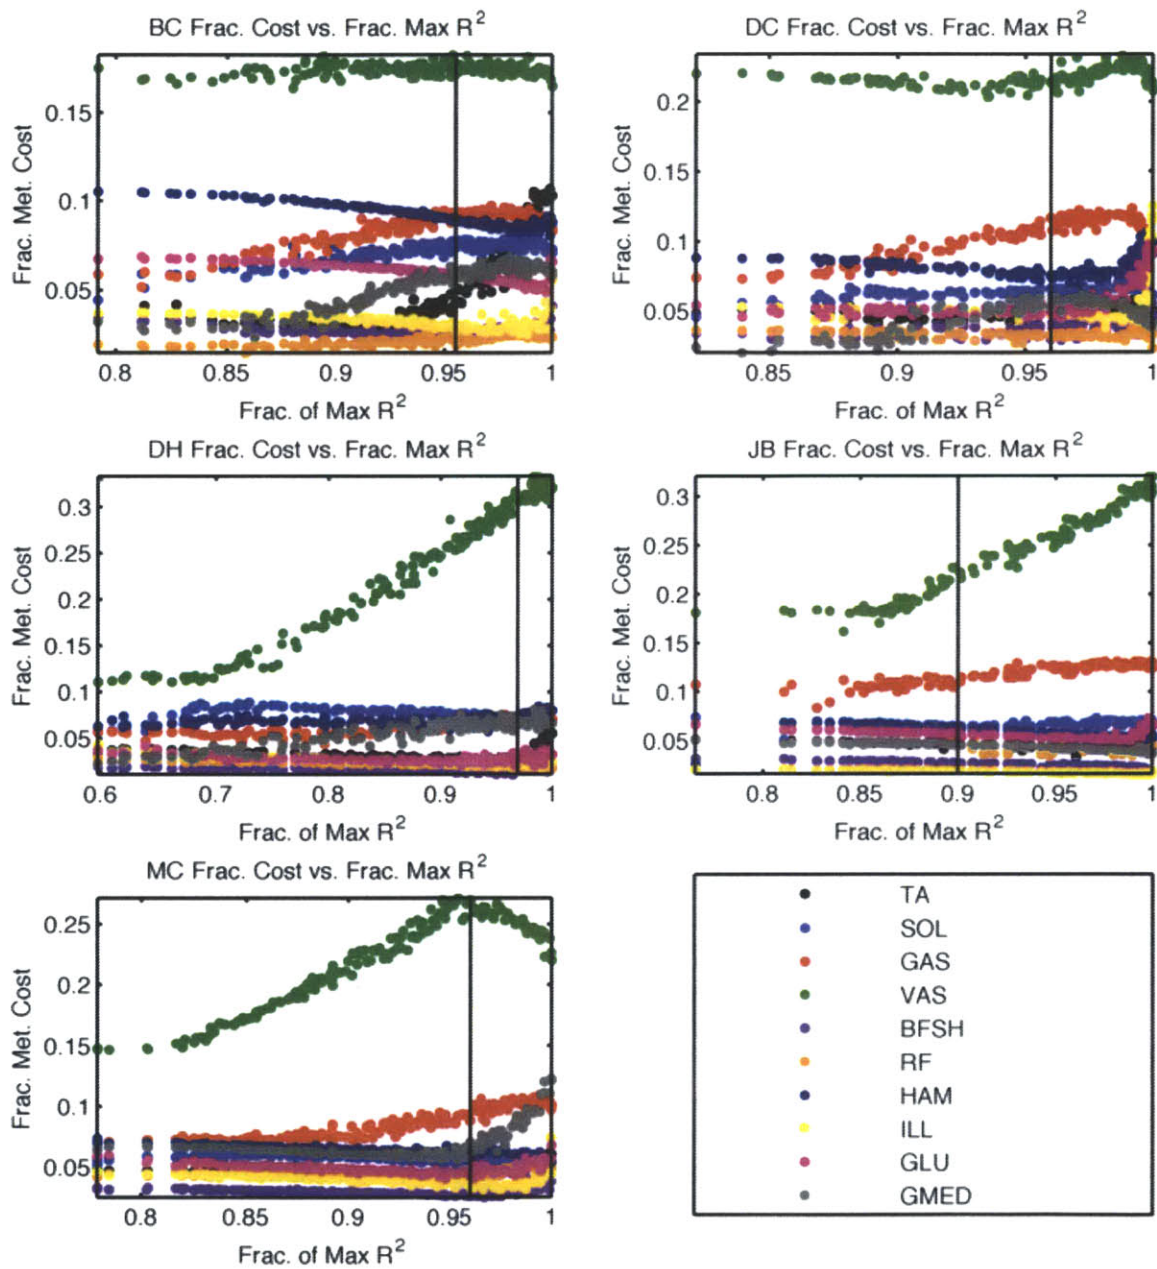 BC Frac. Cost vs. Frac. Max R²
Frac. Met. Cost
0.15
0.1
0.05
0.8 0.85 0.9 0.95 1
Frac. of Max R²
DC Frac. Cost vs. Frac. Max R²
Frac. Met. Cost
0.2
0.15
0.1
0.05
0.85 0.9 0.95 1
Frac. of Max R²
DH Frac. Cost vs. Frac. Max R²
Frac. Met. Cost
0.3
0.25
0.2
0.15
0.1
0.05
0.6 0.7 0.8 0.9 1
Frac. of Max R²
JB Frac. Cost vs. Frac. Max R²
Frac. Met. Cost
0.3
0.25
0.2
0.15
0.1
0.05
0.8 0.85 0.9 0.95 1
Frac. of Max R²
MC Frac. Cost vs. Frac. Max R²
Frac. Met. Cost
0.25
0.2
0.15
0.1
0.05
0.8 0.85 0.9 0.95 1
Frac. of Max R²
TA
SOL
GAS
VAS
BFSH
RF
HAM
ILL
GLU
GMED